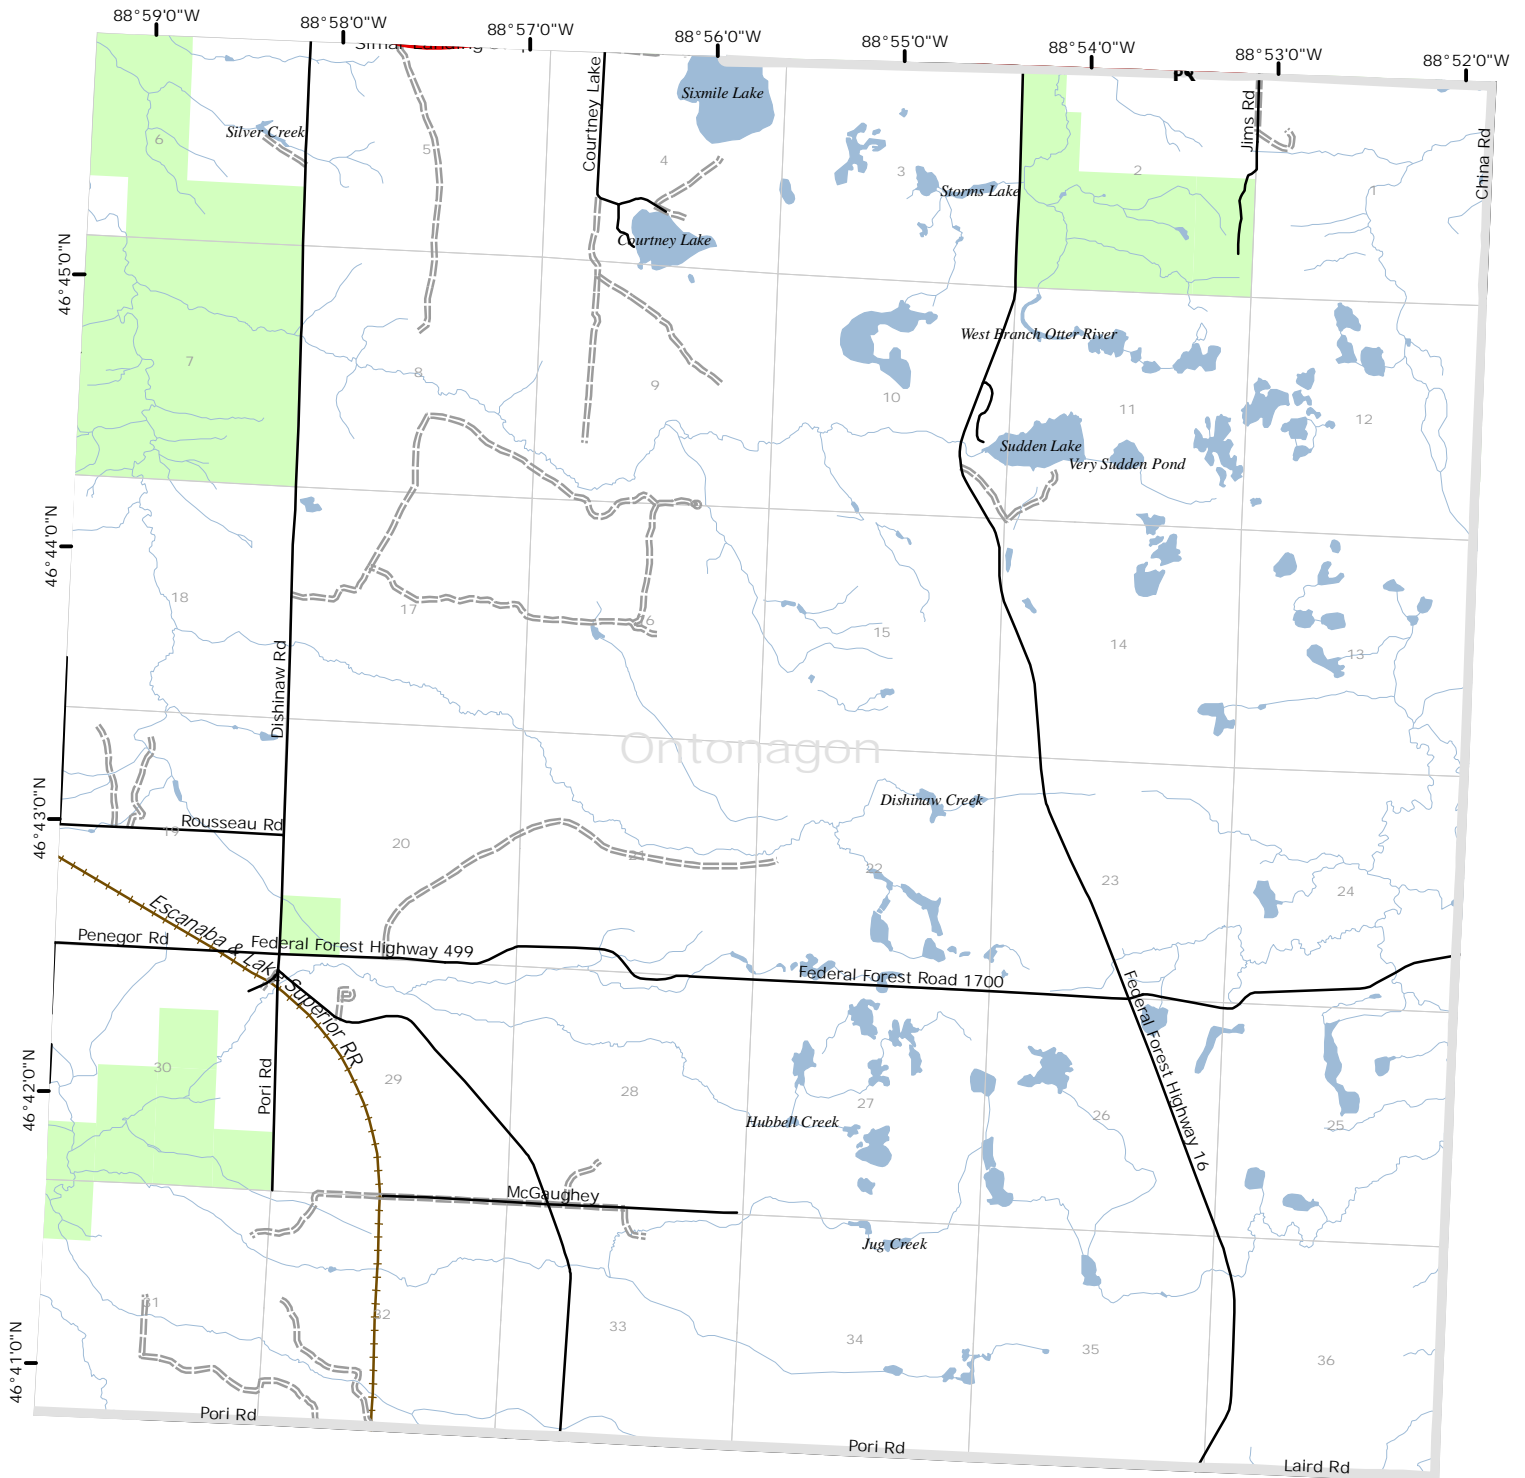 88°59'0"W
88°58'0"W
88°57'0"W
88°56'0"W
88°55'0"W
88°54'0"W
88°53'0"W
88°52'0"W
46°45'0"N
46°44'0"N
46°43'0"N
46°42'0"N
46°41'0"N
Courtney Lake
Sixmile Lake
Jims Rd
China Rd
Silver Creek
6
5
4
3
2
1
Storms Lake
Courtney Lake
West Branch Otter River
7
8
9
10
11
12
Sudden Lake
Very Sudden Pond
18
17
16
15
14
13
Dishinaw Rd
Ontonagon
Dishinaw Creek
Rousseau Rd
19
20
21
22
23
24
Escanaba & Lake Superior RR
Penegor Rd
Federal Forest Highway 499
Federal Forest Road 1700
Federal Forest Highway 16
Pori Rd
30
29
28
27
26
25
Hubbell Creek
McGaughey
Jug Creek
31
32
33
34
35
36
Pori Rd
Pori Rd
Laird Rd